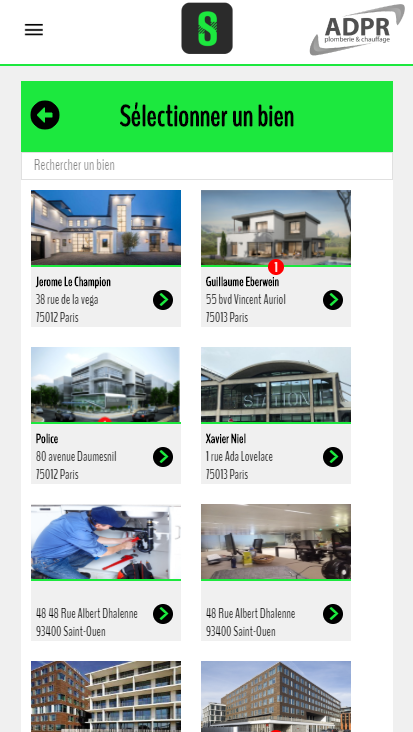 S
ADPR
plomberie & chauffage
Sélectionner un bien
Rechercher un bien
Jerome Le Champion
38 rue de la vega
75012 Paris
1
Guillaume Eberwein
55 bvd Vincent Auriol
75013 Paris
Police
80 avenue Daumesnil
75012 Paris
STATION
Xavier Niel
1 rue Ada Lovelace
75013 Paris
48 48 Rue Albert Dhalenne
93400 Saint-Ouen
48 Rue Albert Dhalenne
93400 Saint-Ouen